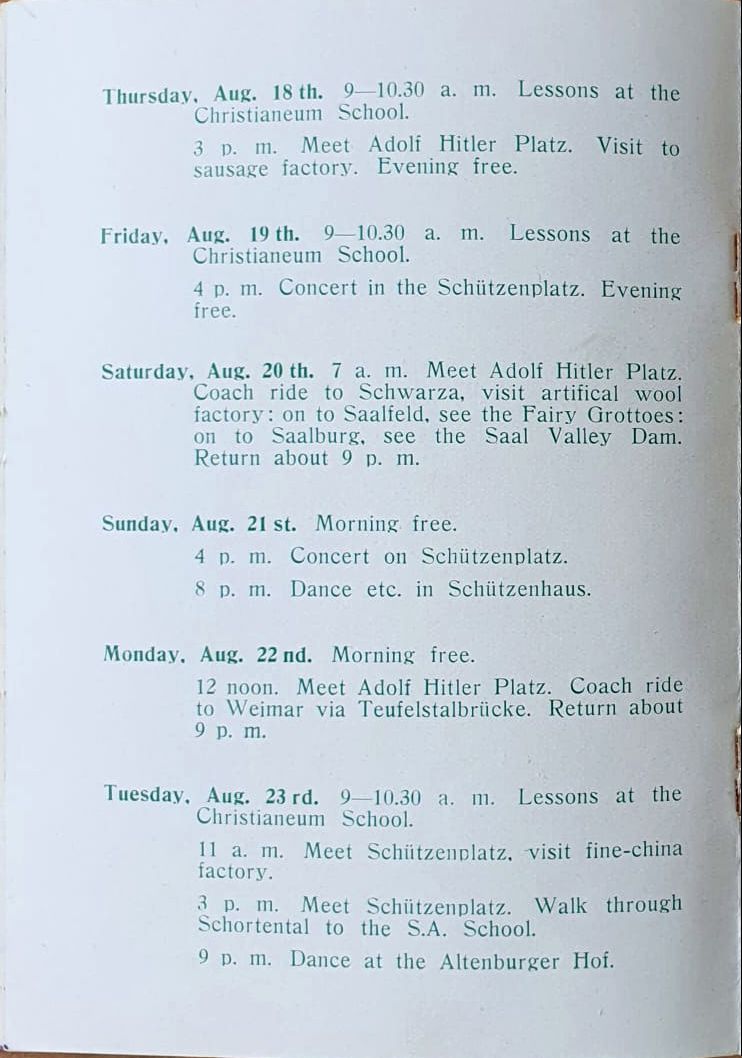 Thursday, Aug. 18 th. 9—10.30 a. m. Lessons at the
Christianeum School.
3 p. m. Meet Adolf Hitler Platz. Visit to
sausage factory. Evening free.
Friday, Aug. 19 th. 9—10.30 a. m. Lessons at the
Christianeum School.
4 p. m. Concert in the Schützenplatz. Evening
free.
Saturday, Aug. 20 th. 7 a. m. Meet Adolf Hitler Platz.
Coach ride to Schwarza, visit artifical wool
factory: on to Saalfeld, see the Fairy Grottoes:
on to Saalburg, see the Saal Valley Dam.
Return about 9 p. m.
Sunday, Aug. 21 st. Morning free.
4 p. m. Concert on Schützenplatz.
8 p. m. Dance etc. in Schützenhaus.
Monday, Aug. 22 nd. Morning free.
12 noon. Meet Adolf Hitler Platz. Coach ride
to Weimar via Teufelstalbrücke. Return about
9 p. m.
Tuesday, Aug. 23 rd. 9—10.30 a. m. Lessons at the
Christianeum School.
11 a. m. Meet Schützenplatz, visit fine-china
factory.
3 p. m. Meet Schützenplatz. Walk through
Schortental to the S.A. School.
9 p. m. Dance at the Altenburger Hof.